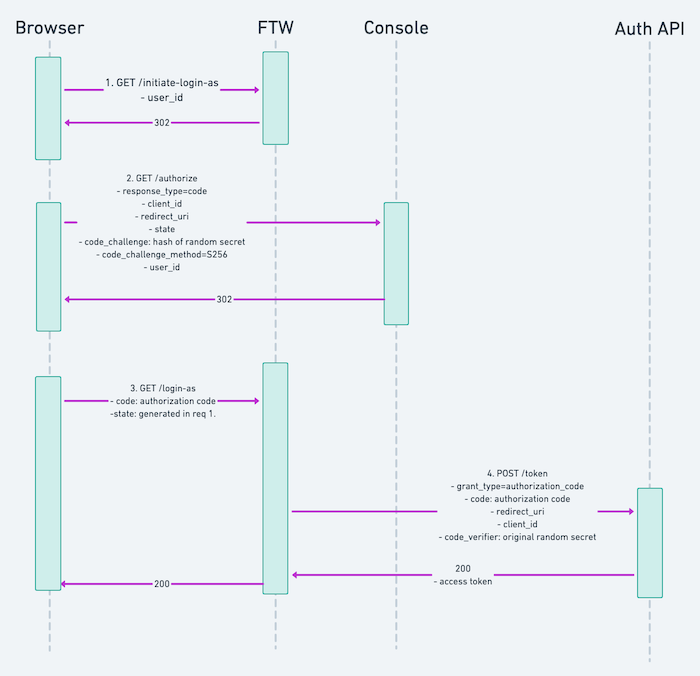 Browser
FTW
Console
Auth API
1. GET /initiate-login-as
- user_id
302
2. GET /authorize
- response_type=code
- client_id
- redirect_uri
- state
- code_challenge: hash of random secret
- code_challenge_method=S256
- user_id
302
3. GET /login-as
- code: authorization code
-state: generated in req 1.
4. POST /token
- grant_type=authorization_code
- code: authorization code
- redirect_uri
- client_id
- code_verifier: original random secret
200
- access token
200